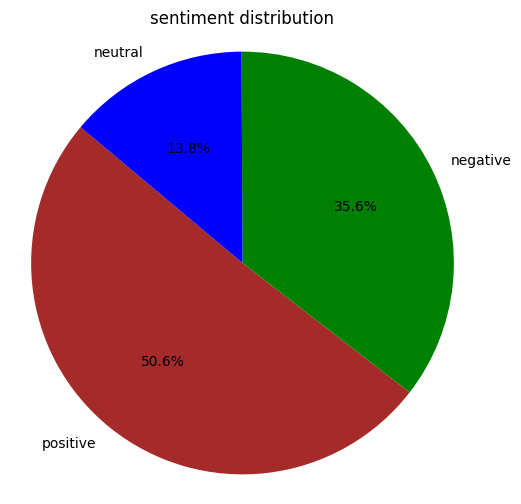 sentiment distribution
neutral
negative
13.8%
35.6%
50.6%
positive